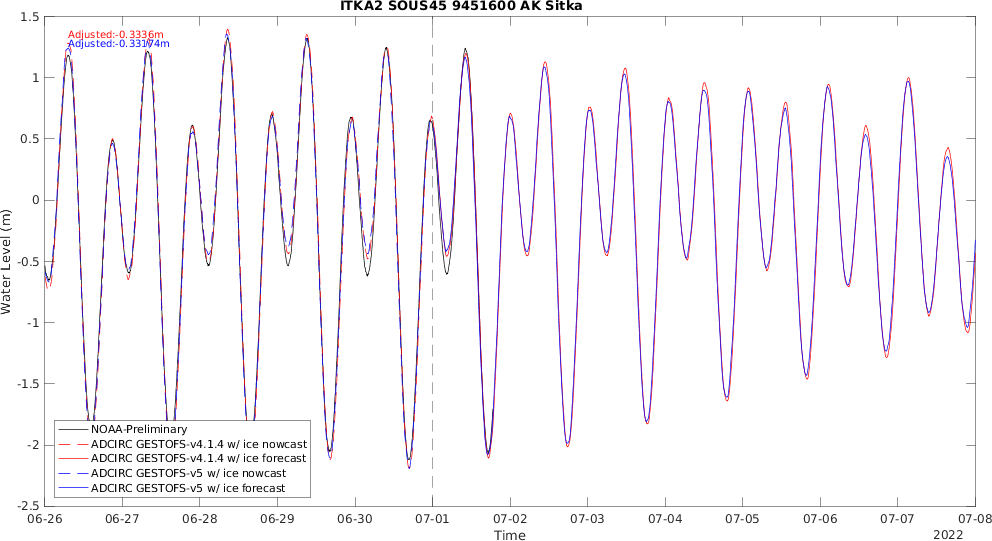 ITKA2 SOUS45 9451600 AK Sitka
Adjusted:-0.3336m
Adjusted:-0.33174m
Water Level (m)
1.5
1
0.5
0
-0.5
-1
-1.5
-2
-2.5
NOAA-Preliminary
ADCIRC GESTOFS-v4.1.4 w/ ice nowcast
ADCIRC GESTOFS-v4.1.4 w/ ice forecast
ADCIRC GESTOFS-v5 w/ ice nowcast
ADCIRC GESTOFS-v5 w/ ice forecast
06-26 06-27 06-28 06-29 06-30 07-01 07-02 07-03 07-04 07-05 07-06 07-07 07-08
Time
2022